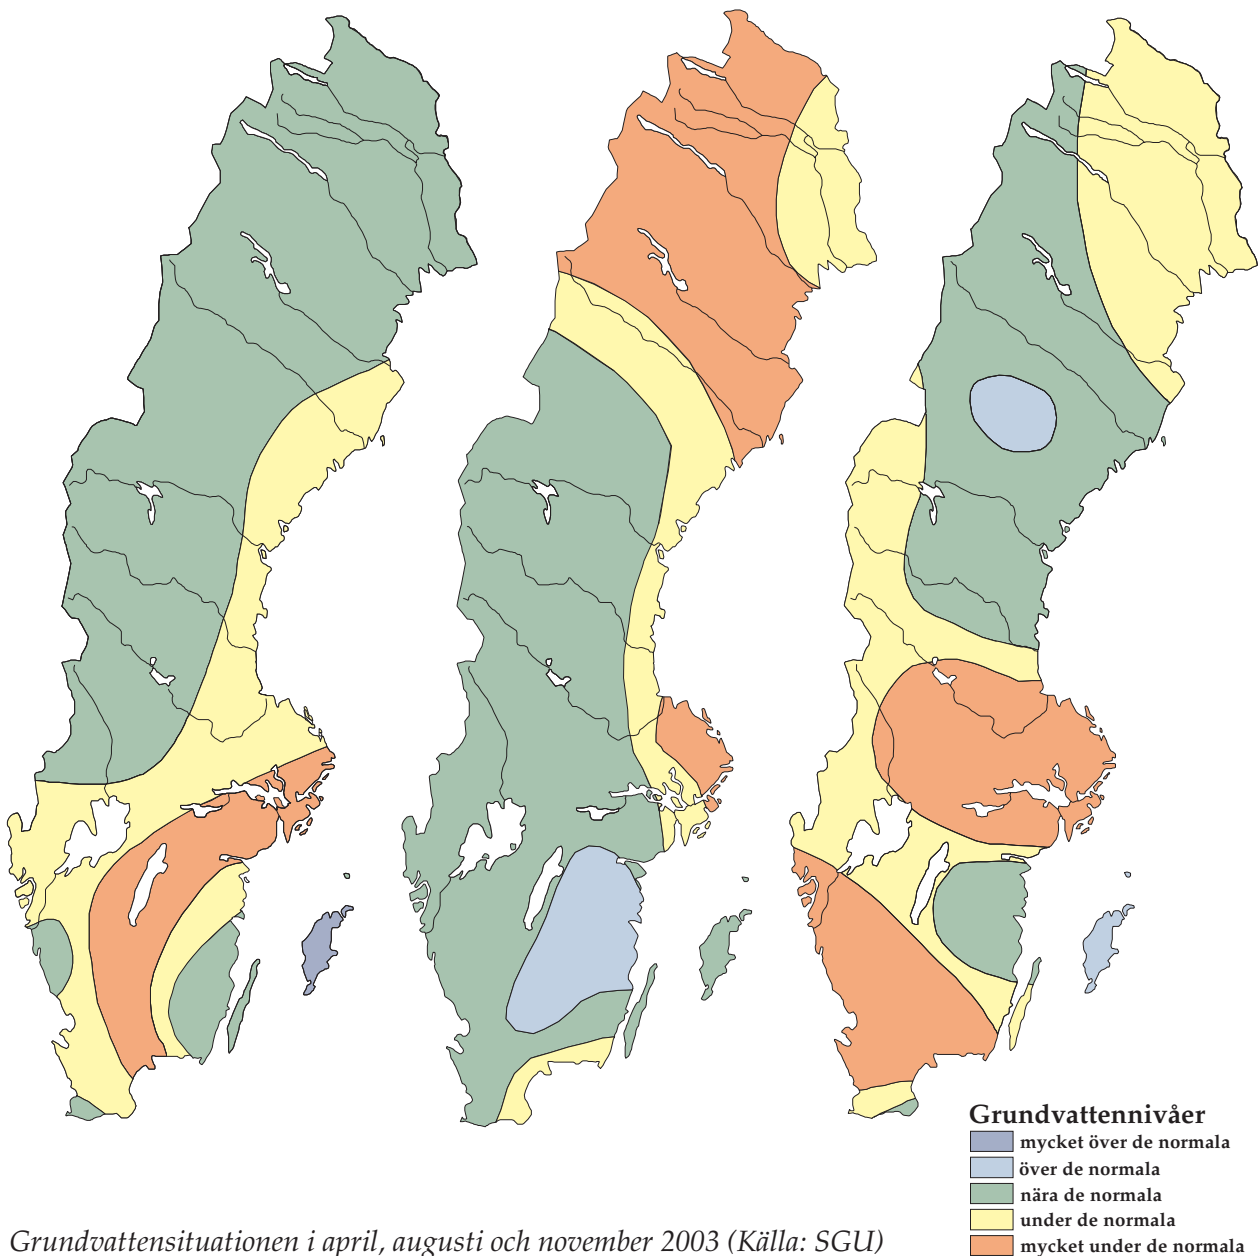 Grundvattennivåer
mycket över de normala
över de normala
nära de normala
under de normala
mycket under de normala
Grundvattensituationen i april, augusti och november 2003 (Källa: SGU)